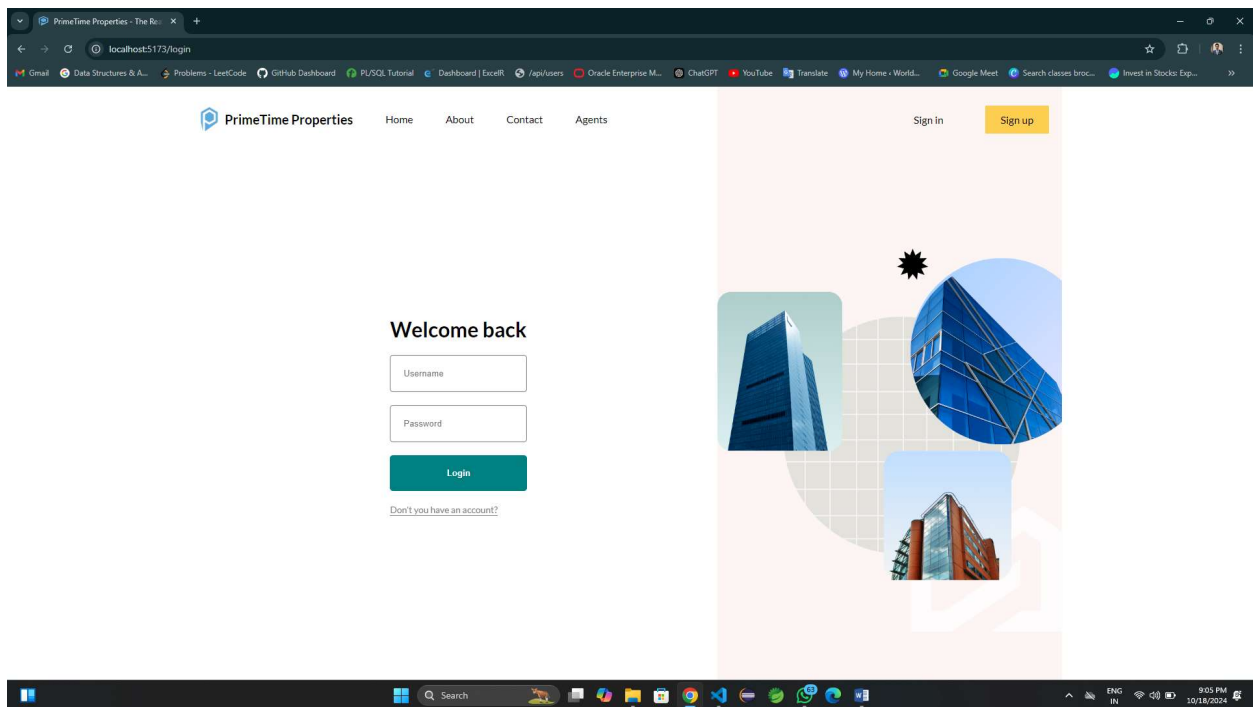 PrimeTime Properties - The Rea
localhost:5173/login
Gmail Data Structures & A... Problems - LeetCode GitHub Dashboard PL/SQL Tutorial Dashboard | ExcelR /api/users Oracle Enterprise M... ChatGPT YouTube Translate My Home ‹ World... Google Meet Search classes broc... Invest in Stocks: Exp... »
PrimeTime Properties Home About Contact Agents Sign in Sign up
Welcome back
Username
Password
Login
Don't you have an account?
Search 63 ENG 9:05 PM
IN 10/18/2024